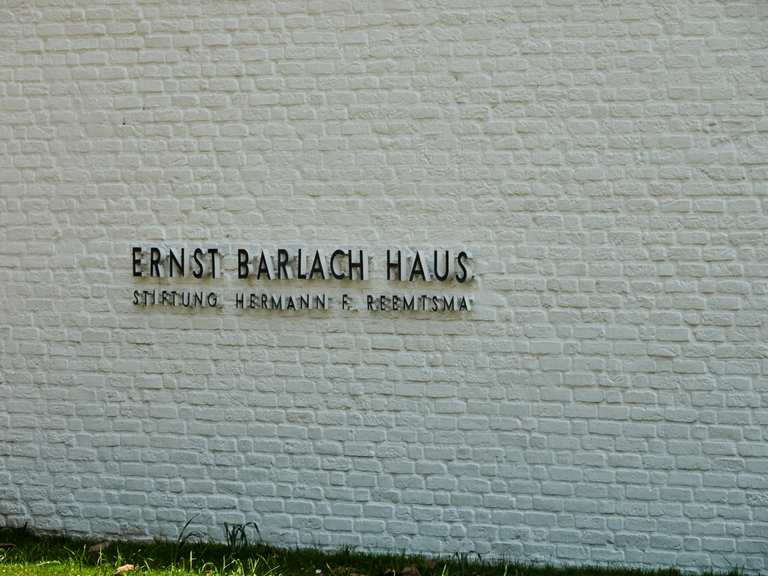 ERNST BARLACH HAUS
STIFTUNG HERMANN F. REEMTSMA